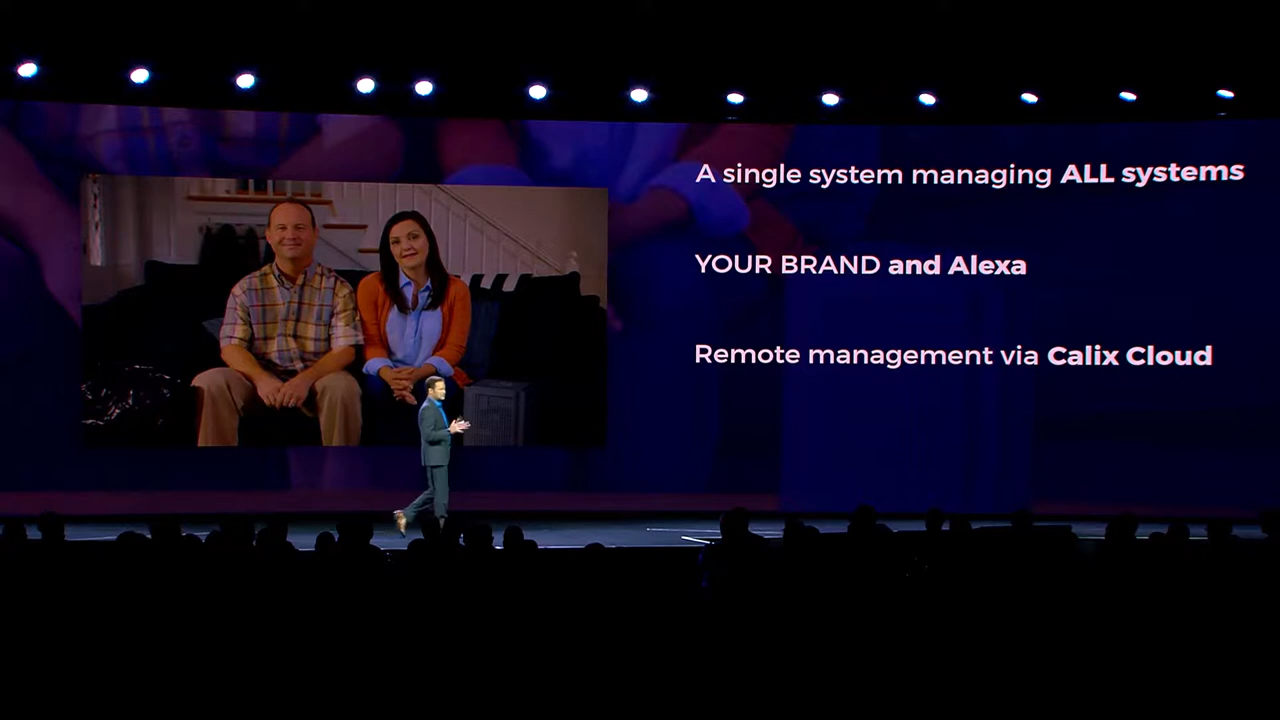 A single system managing ALL systems
YOUR BRAND and Alexa
Remote management via Calix Cloud